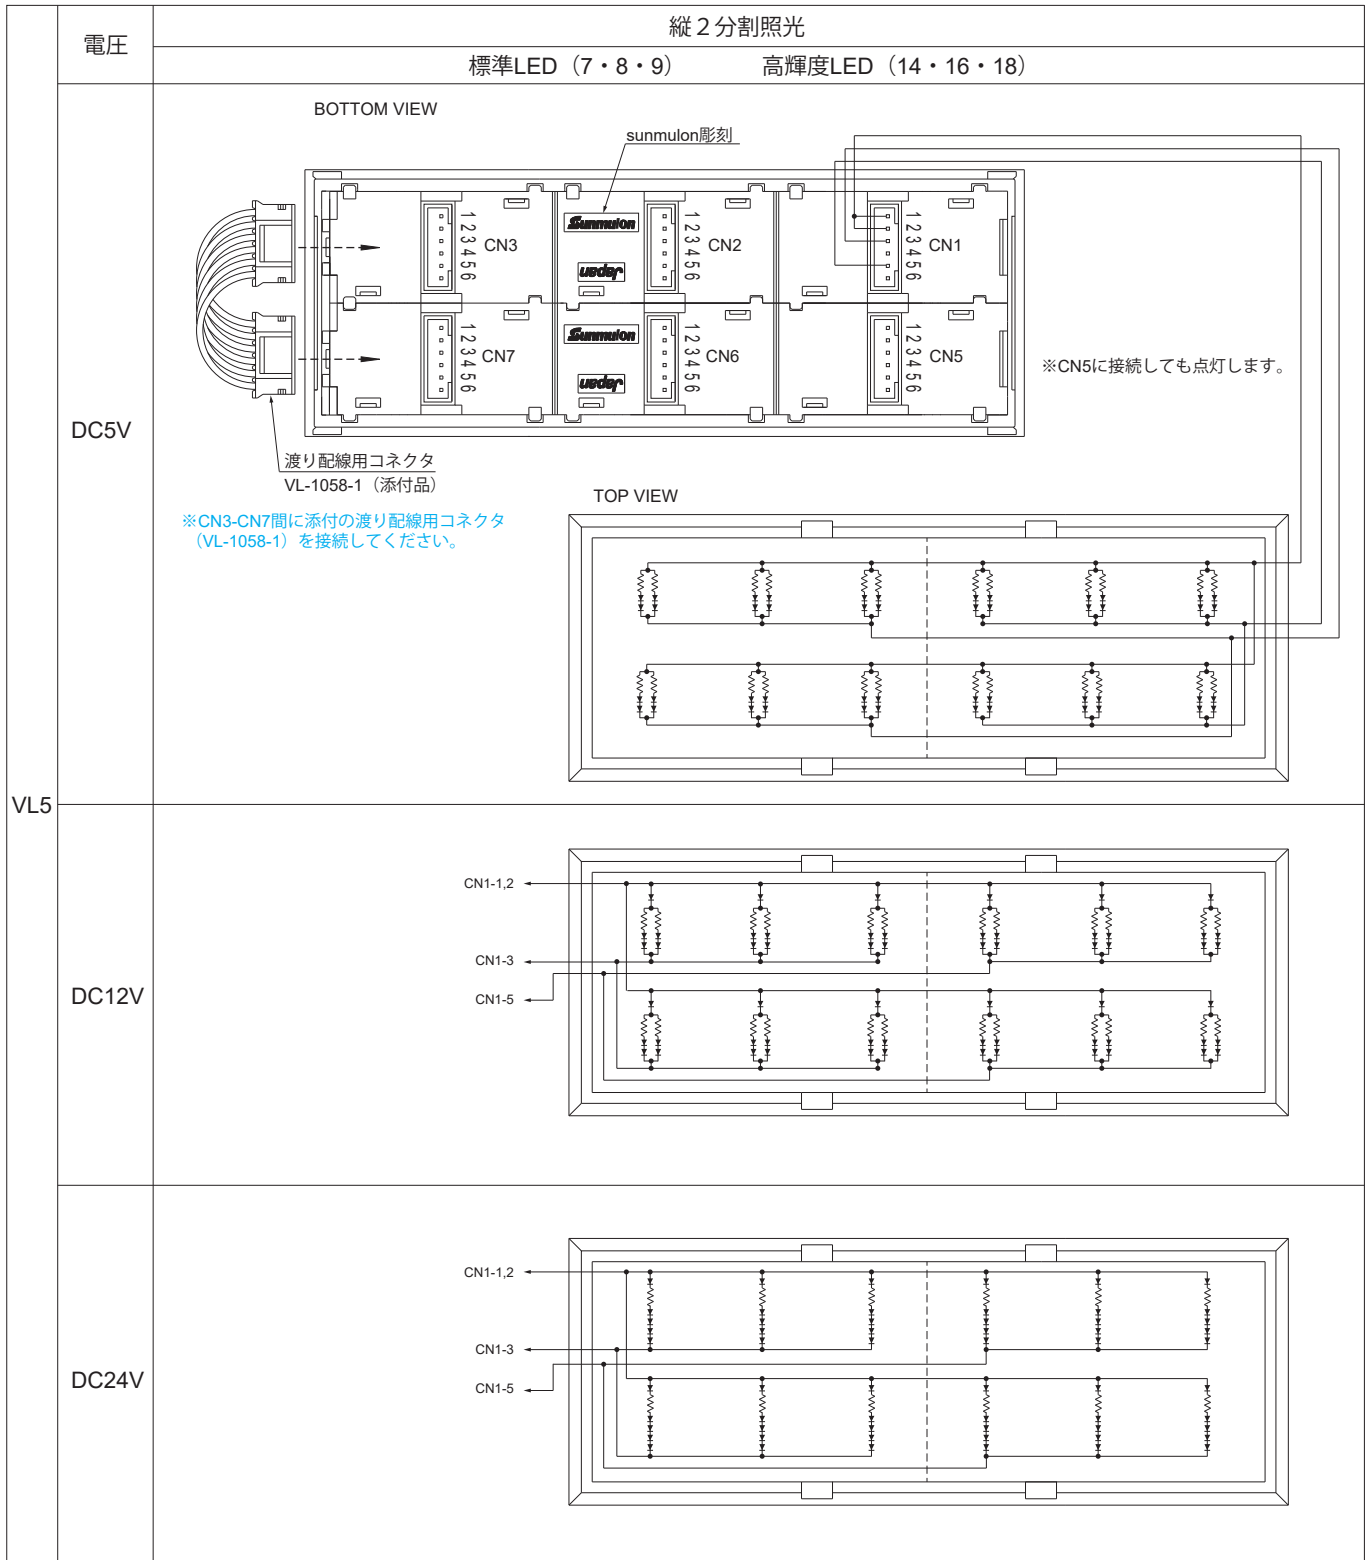 VL5
電圧
縦2分割照光
標準LED（7・8・9） 高輝度LED（14・16・18）
DC5V
BOTTOM VIEW
sunmulon彫刻
1 2 3 4 5 6
CN3
Sunmulon
Japan
1 2 3 4 5 6
CN2
1 2 3 4 5 6
CN1
1 2 3 4 5 6
CN7
Sunmulon
Japan
1 2 3 4 5 6
CN6
1 2 3 4 5 6
CN5
※CN5に接続しても点灯します。
渡り配線用コネクタ
VL-1058-1（添付品）
※CN3-CN7間に添付の渡り配線用コネクタ
（VL-1058-1）を接続してください。
TOP VIEW
DC12V
CN1-1,2
CN1-3
CN1-5
DC24V
CN1-1,2
CN1-3
CN1-5